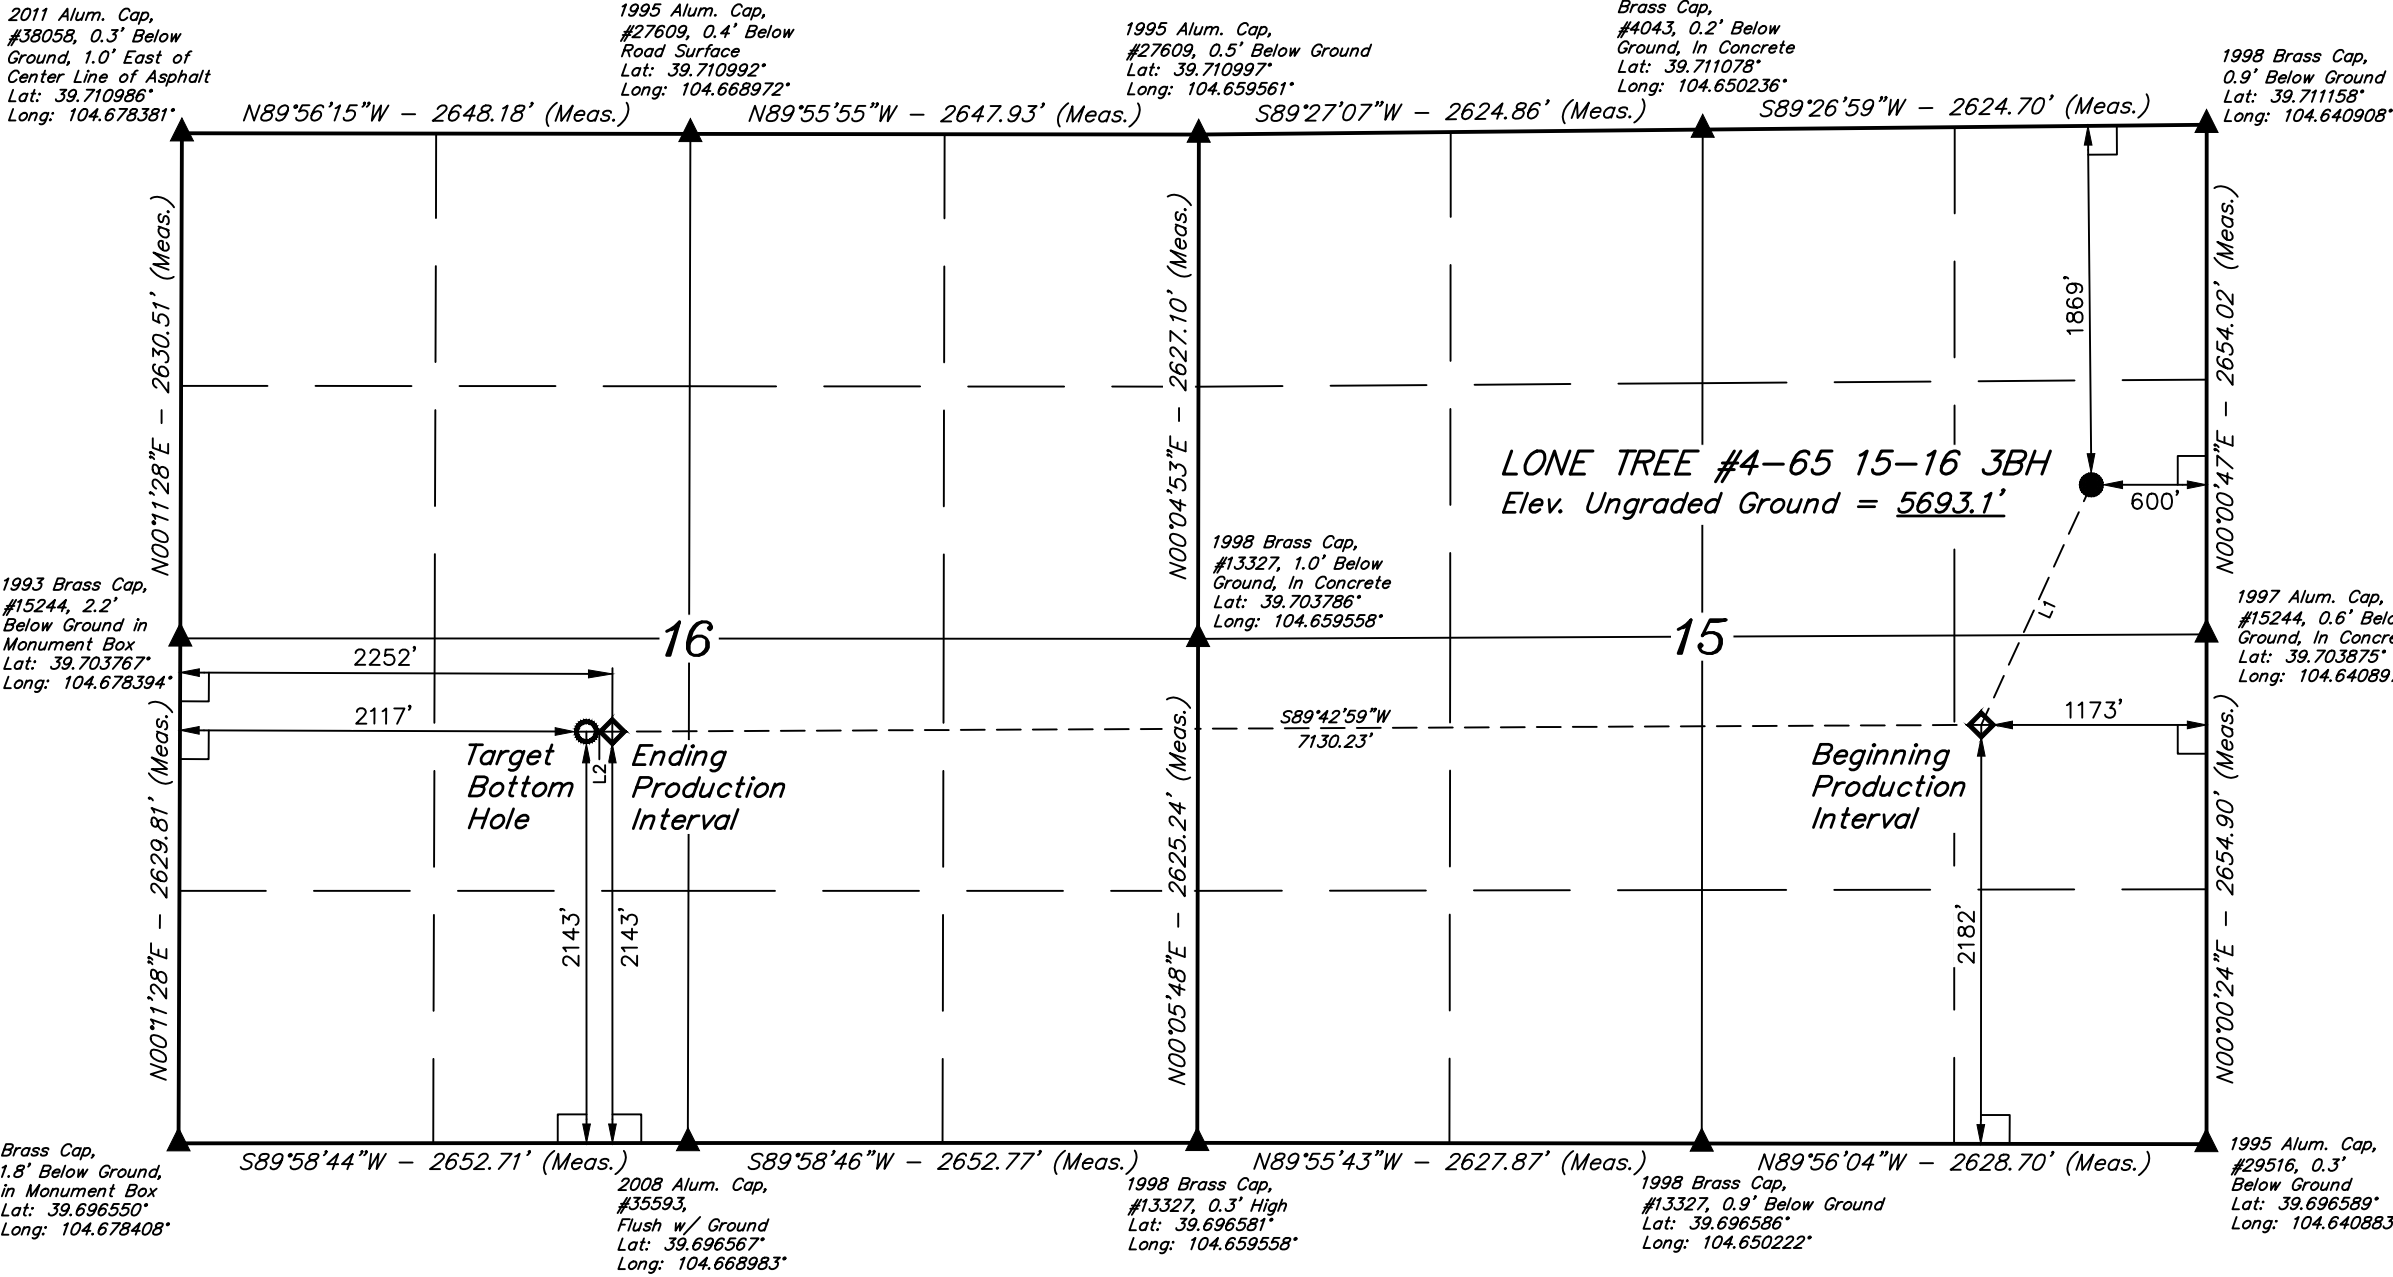 2011 Alum. Cap,
#38058, 0.3' Below
Ground, 1.0' East of
Center Line of Asphalt
Lat: 39.710986°
Long: 104.678381°
1995 Alum. Cap,
#27609, 0.4' Below
Road Surface
Lat: 39.710992°
Long: 104.668972°
1995 Alum. Cap,
#27609, 0.5' Below Ground
Lat: 39.710997°
Long: 104.659561°
Brass Cap,
#4043, 0.2' Below
Ground, In Concrete
Lat: 39.711078°
Long: 104.650236°
1998 Brass Cap,
0.9' Below Ground
Lat: 39.711158°
Long: 104.640908°
N89°56'15"W - 2648.18' (Meas.)
N89°55'55"W - 2647.93' (Meas.)
S89°27'07"W - 2624.86' (Meas.)
S89°26'59"W - 2624.70' (Meas.)
N00°11'28"E - 2630.51' (Meas.)
N00°04'53"E - 2627.10' (Meas.)
1869'
N00°00'47"E - 2654.02' (Meas.)
LONE TREE #4-65 15-16 3BH
Elev. Ungraded Ground = 5693.1'
600'
1998 Brass Cap,
#13327, 1.0' Below
Ground, In Concrete
Lat: 39.703786°
Long: 104.659558°
1993 Brass Cap,
#15244, 2.2'
Below Ground in
Monument Box
Lat: 39.703767°
Long: 104.678394°
1997 Alum. Cap,
#15244, 0.6' Belo
Ground, In Concre
Lat: 39.703875°
Long: 104.640897
L1
16
15
2252'
2117'
S89°42'59"W
7130.23'
1173'
Target
Bottom
Hole
L2
Ending
Production
Interval
Beginning
Production
Interval
N00°11'28"E - 2629.81' (Meas.)
2143'
2143'
N00°05'48"E - 2625.24' (Meas.)
2182'
N00°00'24"E - 2654.90' (Meas.)
S89°58'44"W - 2652.71' (Meas.)
S89°58'46"W - 2652.77' (Meas.)
N89°55'43"W - 2627.87' (Meas.)
N89°56'04"W - 2628.70' (Meas.)
Brass Cap,
1.8' Below Ground,
in Monument Box
Lat: 39.696550°
Long: 104.678408°
2008 Alum. Cap,
#35593,
Flush w/ Ground
Lat: 39.696567°
Long: 104.668983°
1998 Brass Cap,
#13327, 0.3' High
Lat: 39.696581°
Long: 104.659558°
1998 Brass Cap,
#13327, 0.9' Below Ground
Lat: 39.696586°
Long: 104.650222°
1995 Alum. Cap,
#29516, 0.3'
Below Ground
Lat: 39.696589°
Long: 104.640883